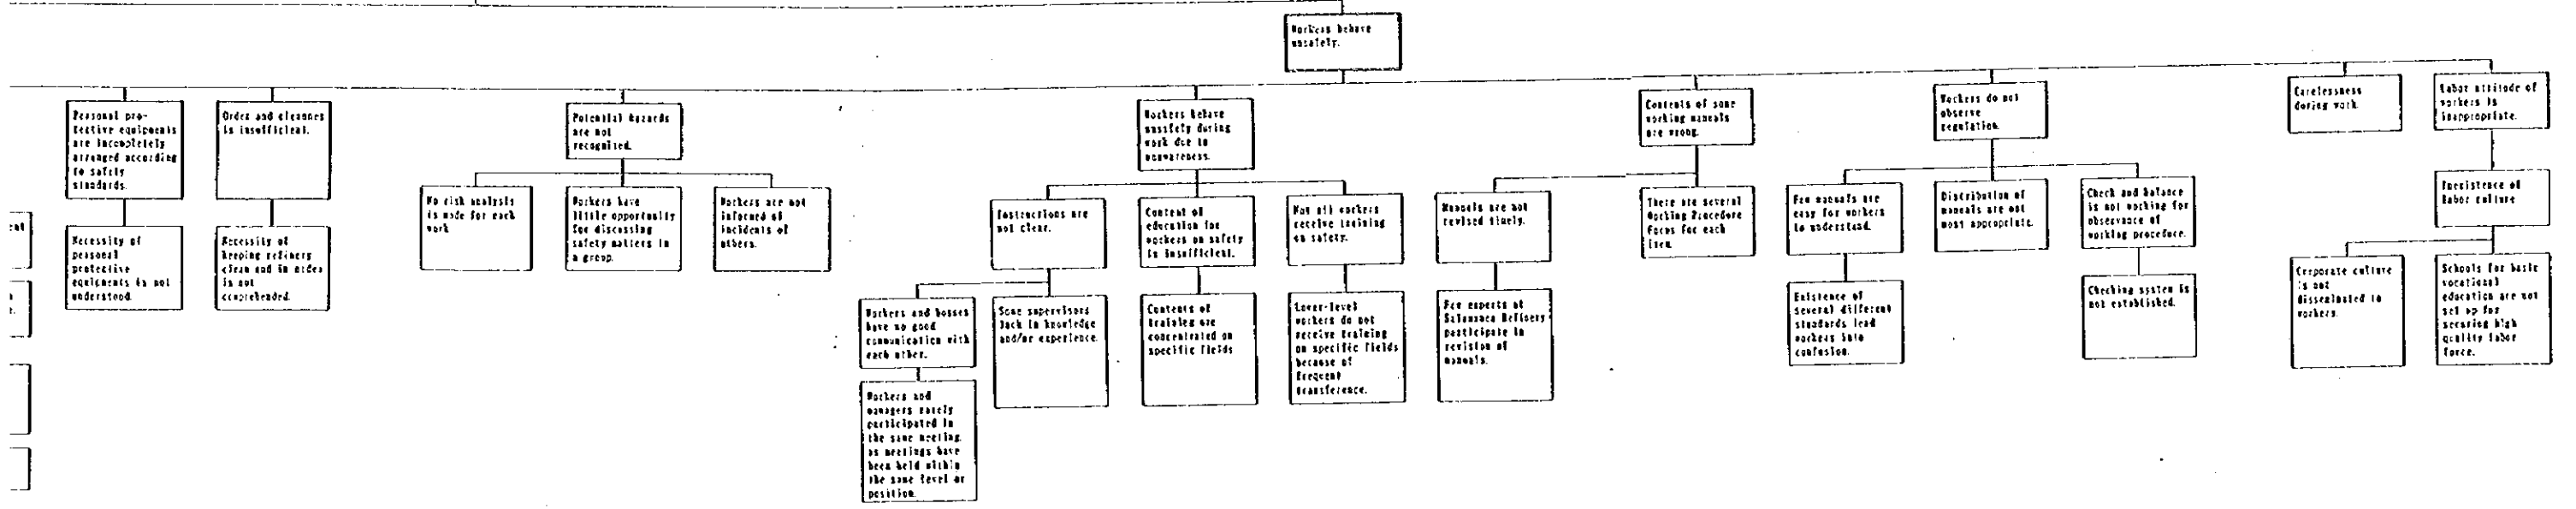 Workers behave
unsafely.
Personal pro-
tective equipments
are incompletely
arranged according
to safety
standards.
Order and cleannes
is insufficient.
Potential hazards
are not
recognized.
Workers behave
unsafety during
work due to
unawareness.
Contents of some
working manuals
are wrong.
Workers do not
observe
regulation.
Carelessness
during work
Labor attitude of
workers is
inappropriate.
No risk analysis
is made for each
work
Workers have
little opportunity
for discussing
safety matters in
a group.
Workers are not
informed of
incidents of
others.
Instructions are
not clear.
Content of
education for
workers on safety
is insufficient.
Not all workers
receive training
on safety.
Manuals are not
revised timely.
There are several
Working Procedure
for each
Item.
Few manuals are
easy for workers
to understand.
Distribution of
manuals are not
most appropriate.
Check and balance
is not working for
observance of
working procedure.
Inexistence of
labor culture
Necessity of
personal
protective
equipments is not
understood.
Necessity of
keeping refinery
clean and in order
is not
comprehended.
Workers and bosses
have no good
communication with
each other.
Some supervisors
lack in knowledge
and/or experience.
Contents of
training are
concentrated on
specific fields
Lower-level
workers do not
receive training
on specific fields
because of
frequent
transference.
Few experts at
Salamanca Refinery
participate in
revision of
manuals.
Existence of
several different
standards lead
workers into
confusion.
Checking system is
not established.
Corporate culture
is not
disseminated to
workers.
Schools for basic
vocational
education are not
set up for
securing high
quality labor
force.
Workers and
managers rarely
participated in
the same meeting,
as meetings have
been held within
the same level or
position.